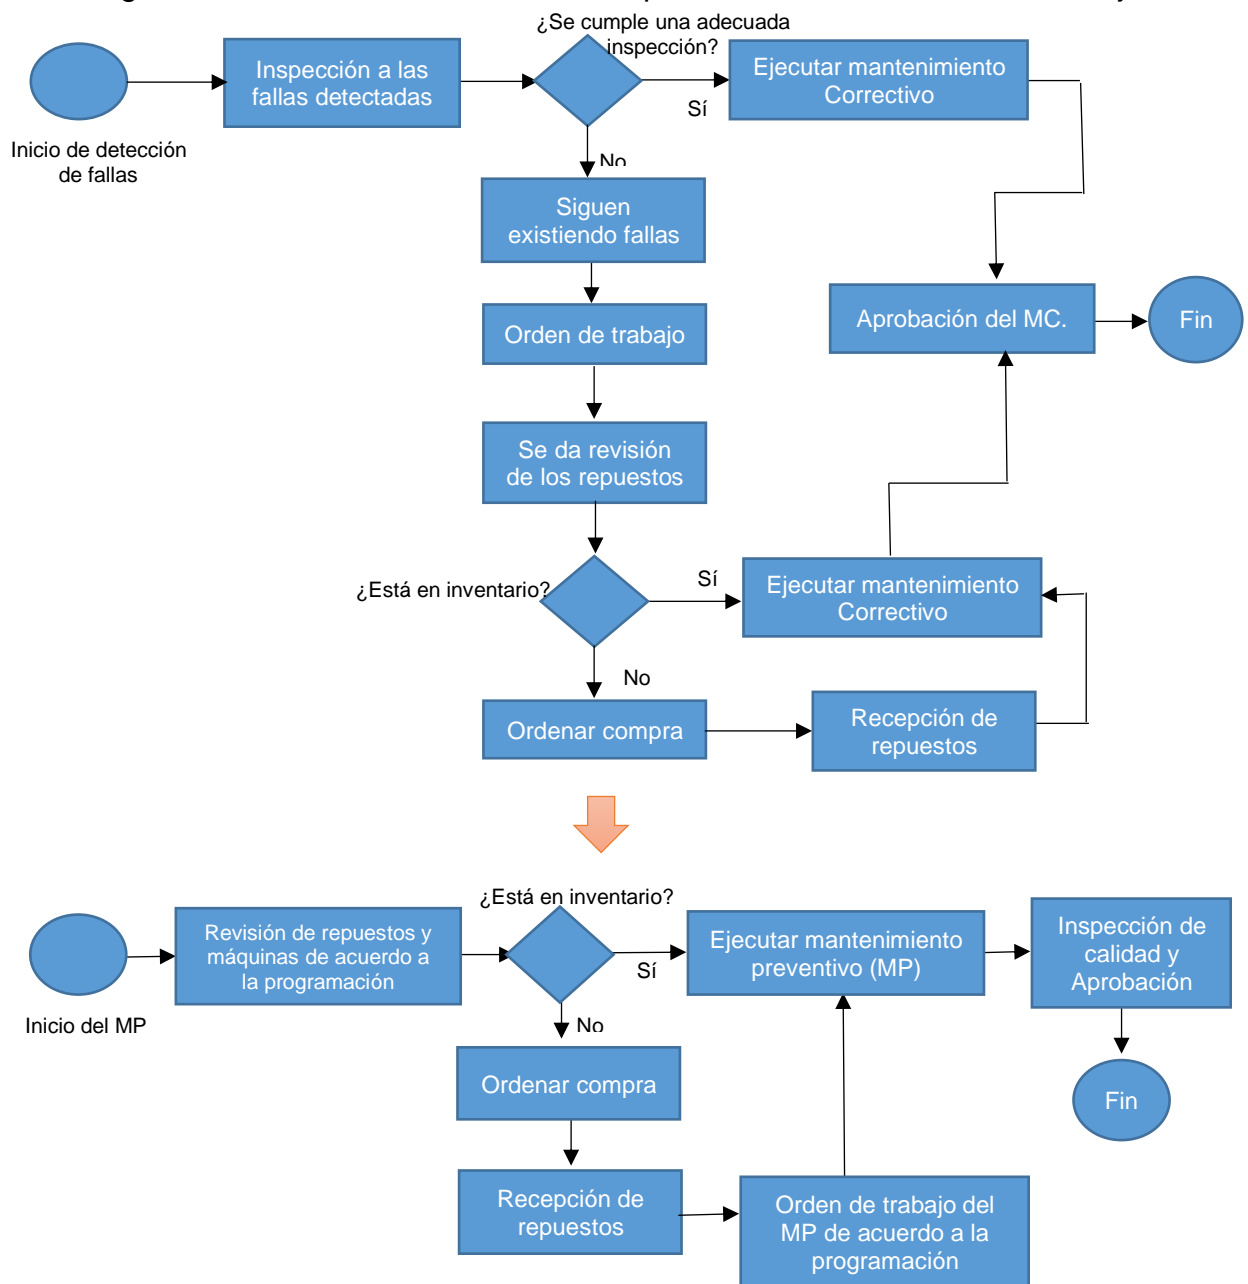 ¿Se cumple una adecuada
inspección?
Inspección a las
fallas detectadas
Ejecutar mantenimiento
Correctivo
Sí
Inicio de detección
de fallas
No
Siguen
existiendo fallas
Orden de trabajo
Aprobación del MC.
Fin
Se da revisión
de los repuestos
¿Está en inventario?
Sí
Ejecutar mantenimiento
Correctivo
No
Ordenar compra
Recepción de
repuestos
¿Está en inventario?
Revisión de repuestos y
máquinas de acuerdo a
la programación
Sí
Ejecutar mantenimiento
preventivo (MP)
Inspección de
calidad y
Aprobación
Inicio del MP
No
Ordenar compra
Fin
Recepción de
repuestos
Orden de trabajo del
MP de acuerdo a la
programación